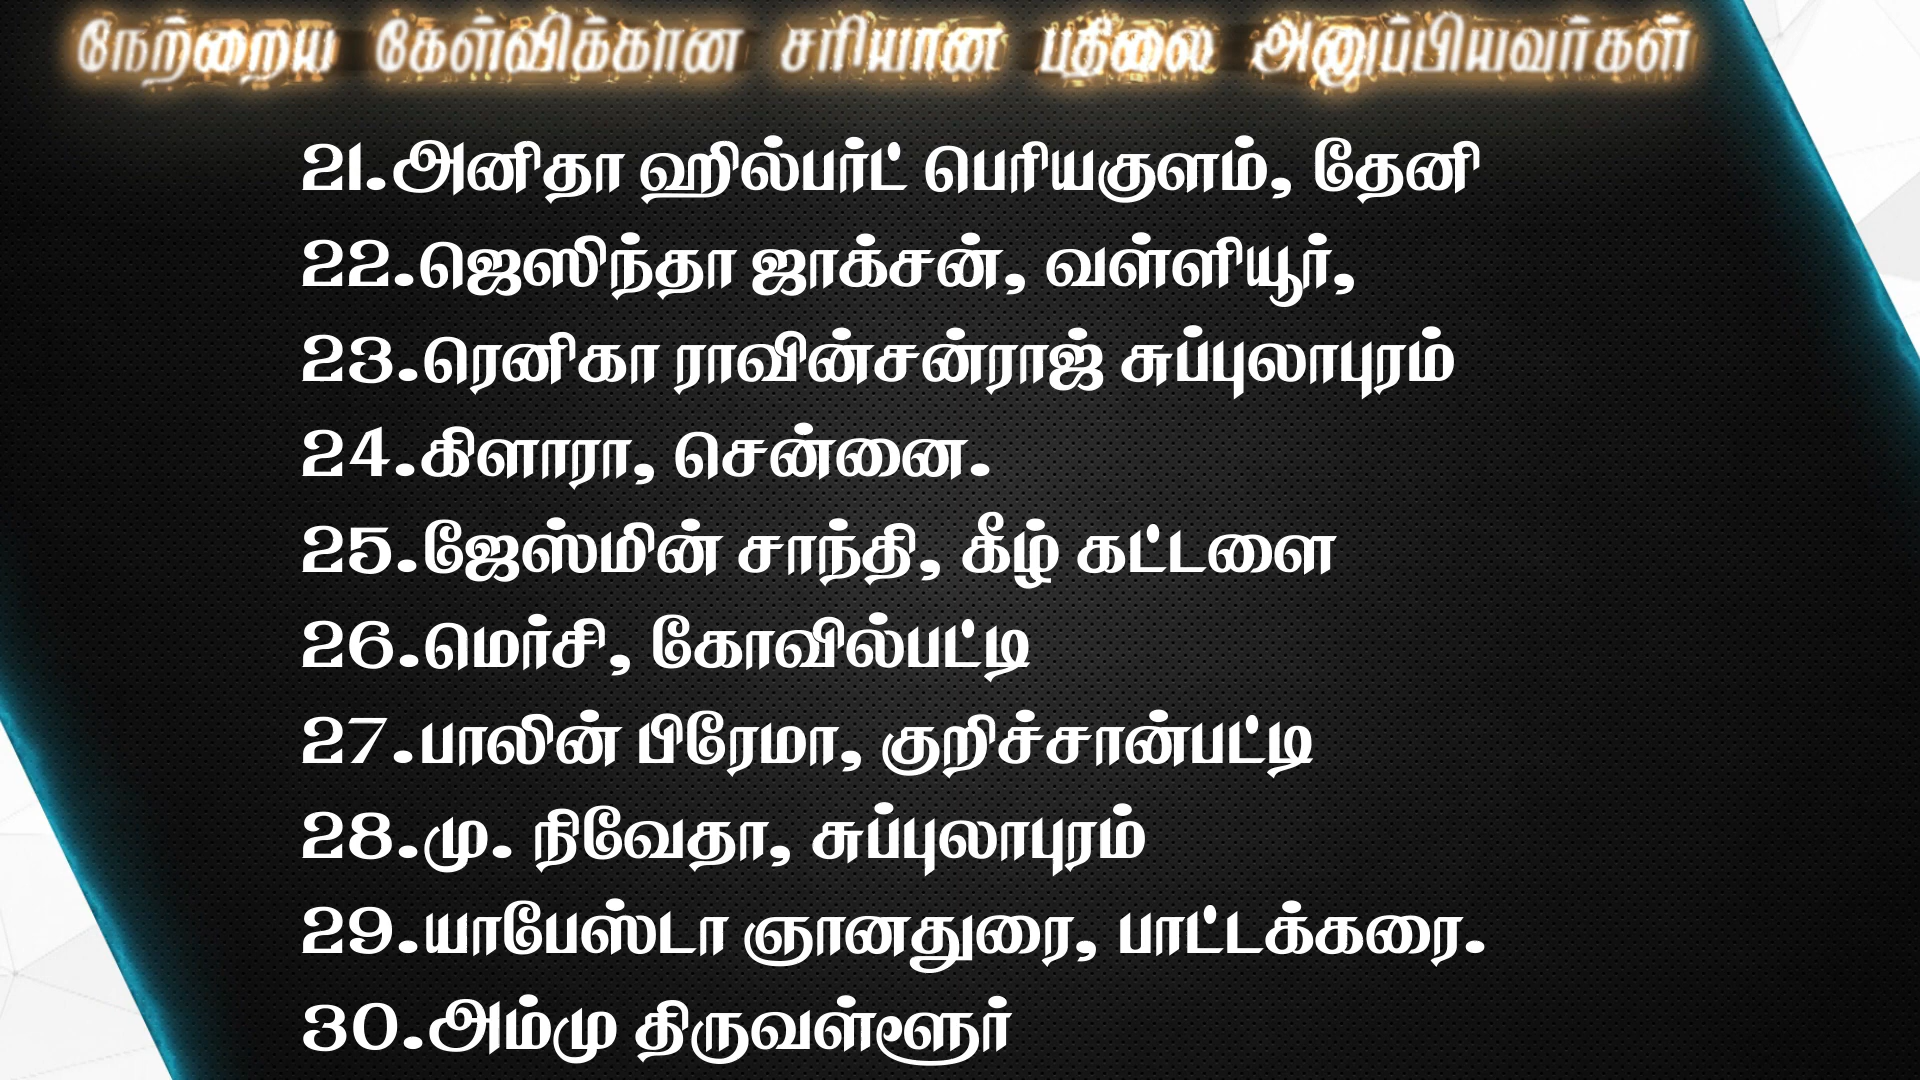 நேற்றைய கேள்விக்கான சரியான பதிலை அனுப்பியவர்கள்
21.அனிதா ஹில்பர்ட் பெரியகுளம், தேனி
22.ஜெஸிந்தா ஜாக்சன், வள்ளியூர்,
23.ரெனிகா ராவின்சன்ராஜ் சுப்புலாபுரம்
24.கிளாரா, சென்னை.
25.ஜேஸ்மின் சாந்தி, கீழ் கட்டளை
26.மெர்சி, கோவில்பட்டி
27.பாலின் பிரேமா, குறிச்சான்பட்டி
28.மு. நிவேதா, சுப்புலாபுரம்
29.யாபேஸ்டா ஞானதுரை, பாட்டக்கரை.
30.அம்மு திருவள்ளூர்